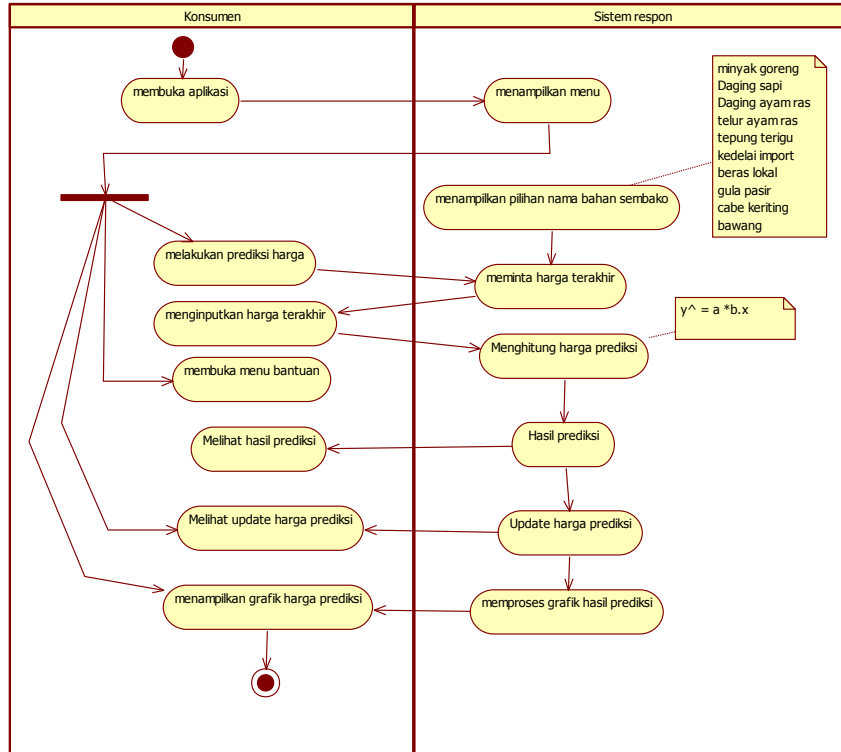 Konsumen
Sistem respon
membuka aplikasi
menampilkan menu
minyak goreng
Daging sapi
Daging ayam ras
telur ayam ras
tepung terigu
kedelai import
beras lokal
gula pasir
cabe keriting
bawang
menampilkan pilihan nama bahan sembako
melakukan prediksi harga
meminta harga terakhir
menginputkan harga terakhir
y^ = a *b.x
Menghitung harga prediksi
membuka menu bantuan
Melihat hasil prediksi
Hasil prediksi
Melihat update harga prediksi
Update harga prediksi
menampilkan grafik harga prediksi
memproses grafik hasil prediksi